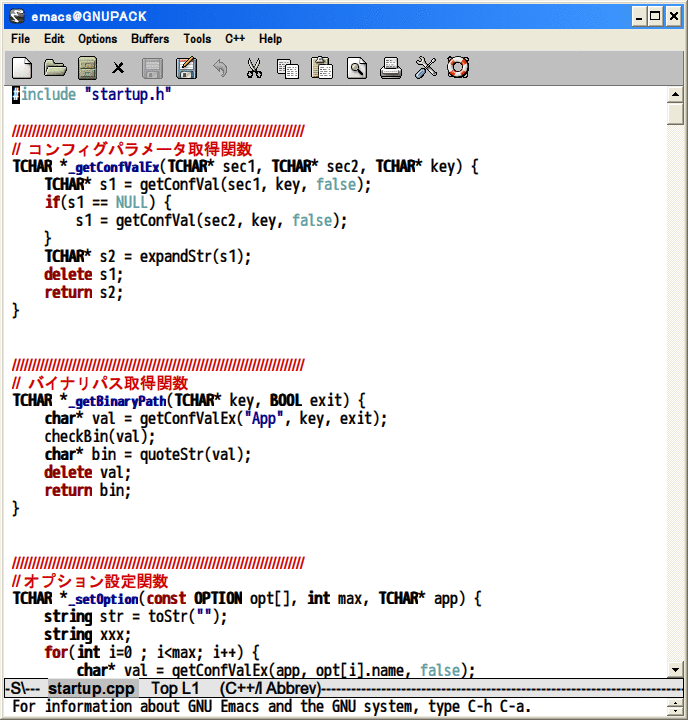 emacs@GNUPACK
File Edit Options Buffers Tools C++ Help
#include "startup.h"
//////////////////////////////////////////////////////////////////////////
// コンフィグパラメータ取得関数
TCHAR *_getConfValEx(TCHAR* sec1, TCHAR* sec2, TCHAR* key) {
    TCHAR* s1 = getConfVal(sec1, key, false);
    if(s1 == NULL) {
        s1 = getConfVal(sec2, key, false);
    }
    TCHAR* s2 = expandStr(s1);
    delete s1;
    return s2;
}
//////////////////////////////////////////////////////////////////////////
// バイナリパス取得関数
TCHAR *_getBinaryPath(TCHAR* key, BOOL exit) {
    char* val = getConfValEx("App", key, exit);
    checkBin(val);
    char* bin = quoteStr(val);
    delete val;
    return bin;
}
//////////////////////////////////////////////////////////////////////////
// オプション設定関数
TCHAR *_setOption(const OPTION opt[], int max, TCHAR* app) {
    string str = toStr("");
    string xxx;
    for(int i=0 ; i<max; i++) {
        char* val = getConfValEx(app, opt[i].name, false);
-S\--- startup.cpp Top L1 (C++/l Abbrev)----------------------------------------------------------------------
For information about GNU Emacs and the GNU system, type C-h C-a.